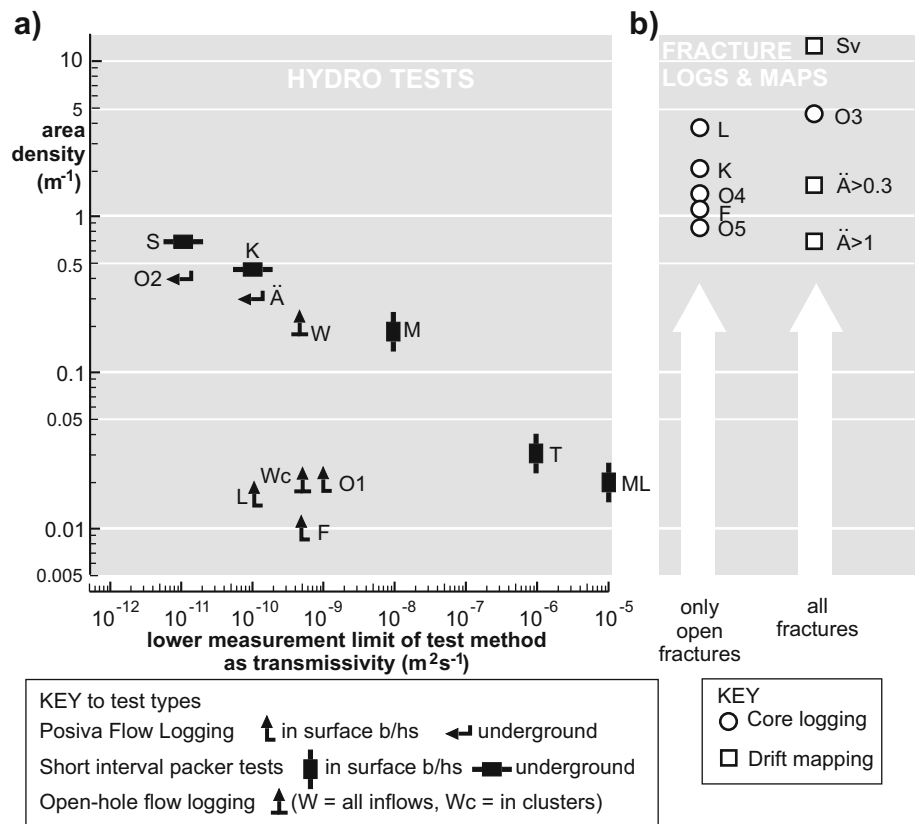 a)
b)
HYDRO TESTS
FRACTURE
LOGS & MAPS
area
density
(m-1)
10
5
1
0.5
0.1
0.05
0.01
0.005
S
K
O2
Ä
W
M
T
ML
Wc
O1
L
F
10-12
10-11
10-10
10-9
10-8
10-7
10-6
10-5
lower measurement limit of test method
as transmissivity (m2s-1)
Sv
L
O3
K
O4
Ä>0.3
F
O5
Ä>1
only
open
fractures
all
fractures
KEY to test types
Posiva Flow Logging in surface b/hs underground
Short interval packer tests in surface b/hs underground
Open-hole flow logging (W = all inflows, Wc = in clusters)
KEY
Core logging
Drift mapping